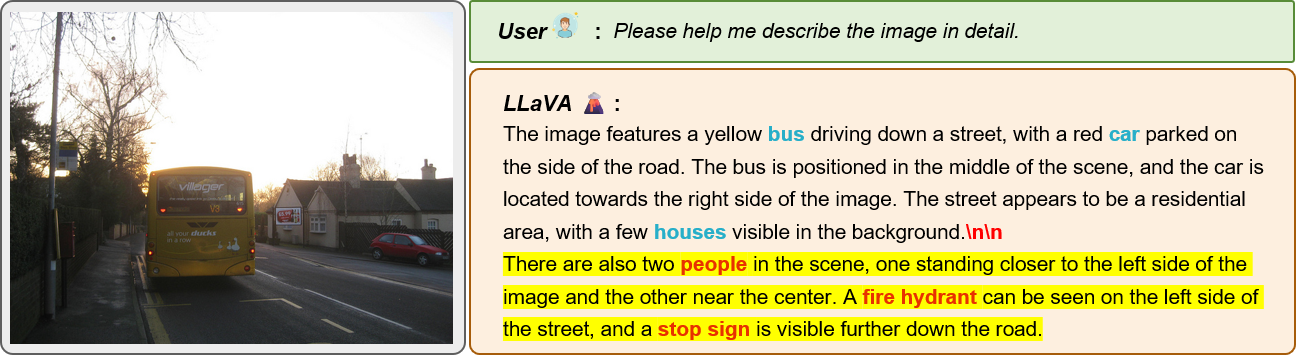 User : Please help me describe the image in detail.
LLaVA :
The image features a yellow bus driving down a street, with a red car parked on
the side of the road. The bus is positioned in the middle of the scene, and the car is
located towards the right side of the image. The street appears to be a residential
area, with a few houses visible in the background.\n\n
There are also two people in the scene, one standing closer to the left side of the
image and the other near the center. A fire hydrant can be seen on the left side of
the street, and a stop sign is visible further down the road.
villager
V3
all your ducks
in a row